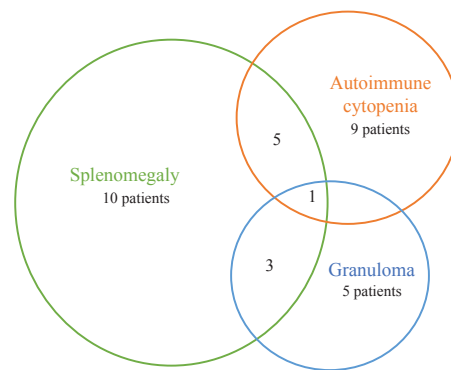 Autoimmune
cytopenia
9 patients
5
Splenomegaly
10 patients
1
3
Granuloma
5 patients